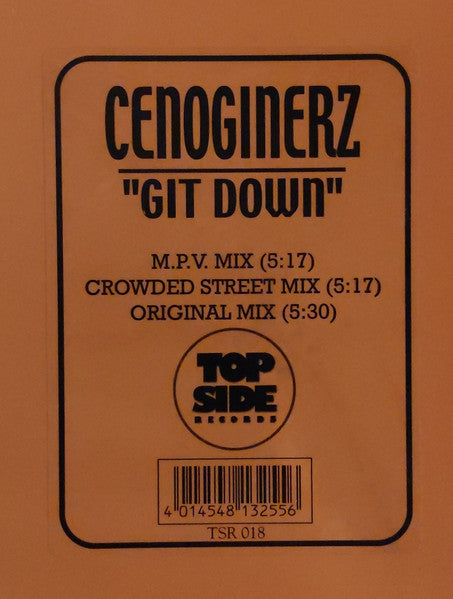 CENOGINERZ
"GIT DOWN"
M.P.V. MIX (5:17)
CROWDED STREET MIX (5:17)
ORIGINAL MIX (5:30)
TOP
SIDE
RECORDS
4 014548 132556
TSR 018